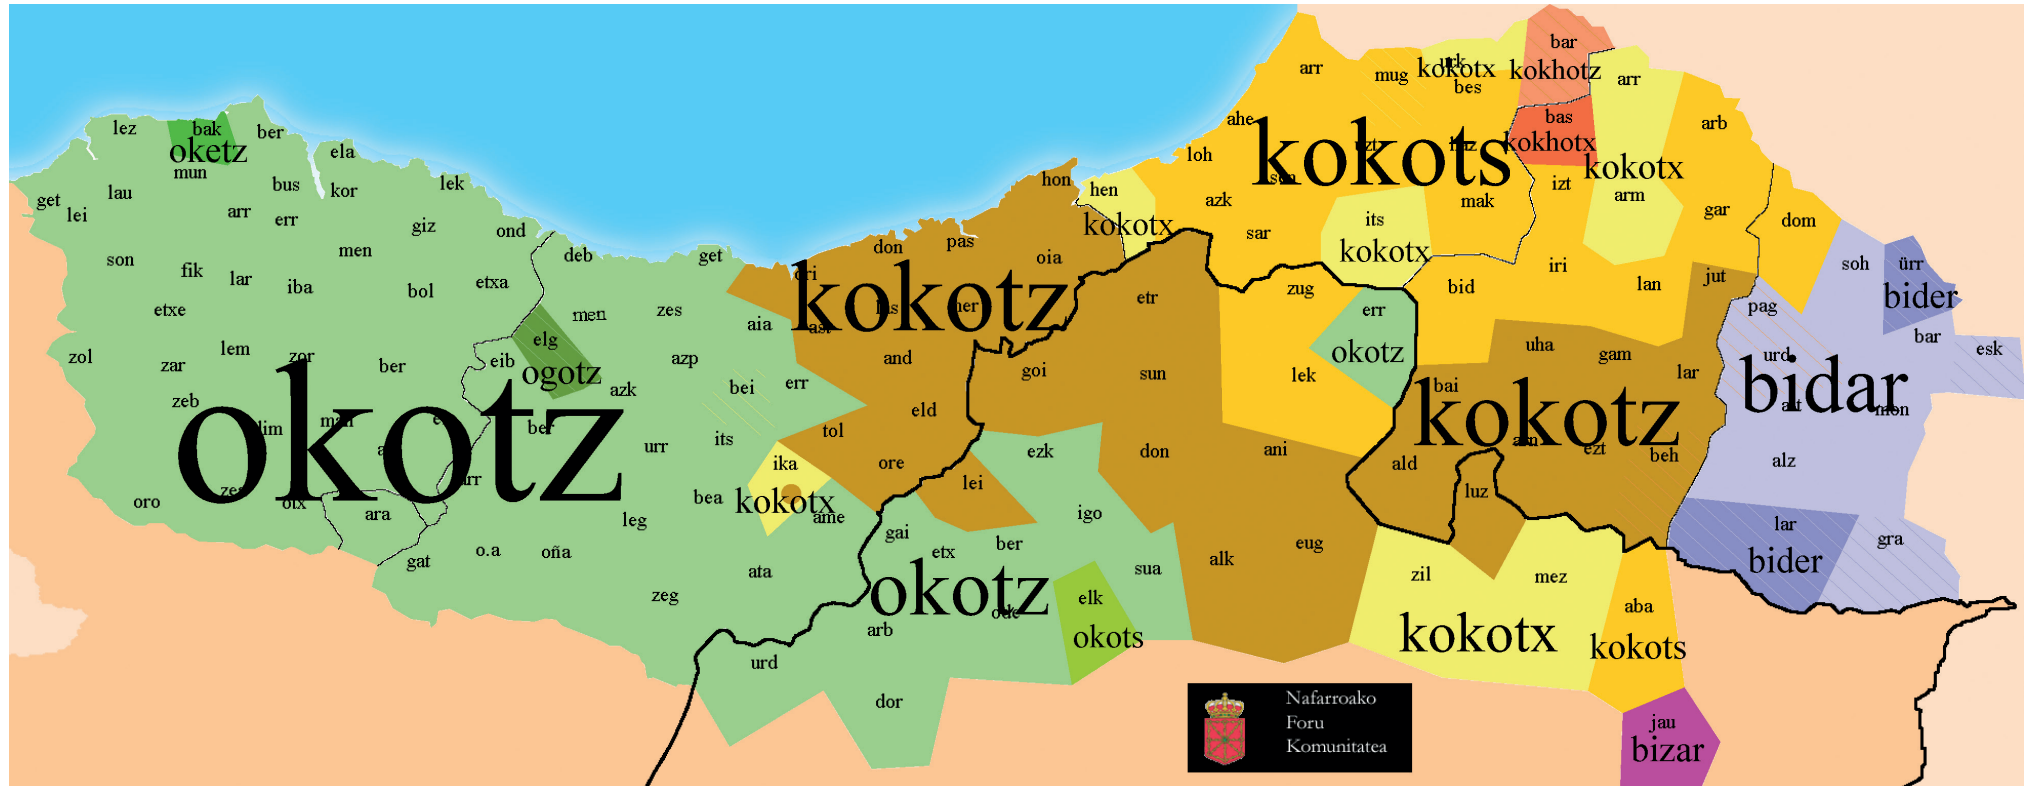 lez
bak
ber
oketz
mun
ela
get
lei
lau
bus
kor
lek
arr
err
giz
ond
son
fik
lar
men
iba
bol
etxa
etxe
zol
zar
lem
zor
ber
zeb
okotz
oro
ara
gat
o.a
oña
deb
get
men
zes
elg
eib
ogotz
azk
azp
aia
bei
err
ber
urr
its
ika
kokotx
bea
leg
ame
ata
zeg
hon
don
pas
oia
kokotz
and
eld
tol
ore
hen
kokotx
arr
mug
kokotx
bes
bar
kokhotz
arr
ahe
kokots
bas
kokhotx
arb
loh
kokotx
azk
its
mak
izt
arm
gar
sar
kokotx
dom
etr
zug
bid
iri
lan
jut
soh
ürr
bider
err
okotz
pag
bar
esk
goi
sun
lek
uha
gam
lar
urd
bidar
bai
kokotz
ezk
don
ani
ald
ezt
beh
alz
lei
luz
igo
gai
etx
ber
sua
alk
eug
lar
gra
bider
okotz
ode
elk
okots
arb
urd
dor
zil
mez
kokotx
aba
kokots
jau
bizar
Nafarroako
Foru
Komunitatea